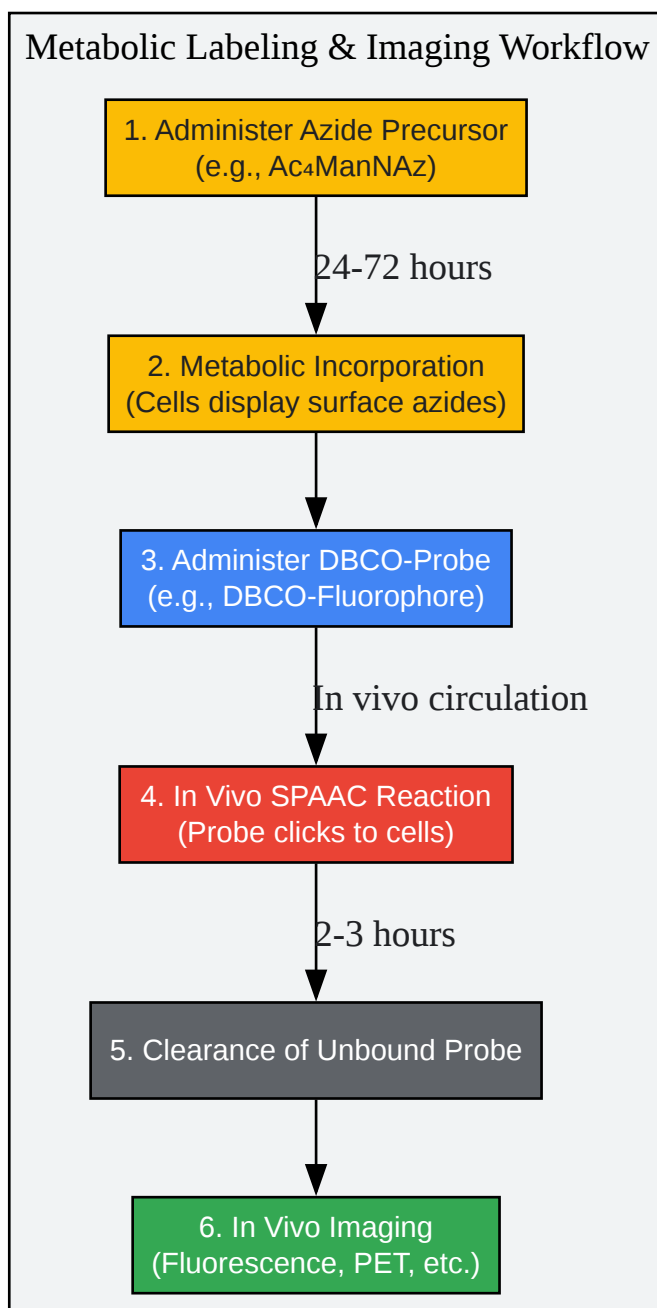 Metabolic Labeling & Imaging Workflow
1. Administer Azide Precursor
(e.g., Ac₄ManNAz)
24-72 hours
2. Metabolic Incorporation
(Cells display surface azides)
3. Administer DBCO-Probe
(e.g., DBCO-Fluorophore)
In vivo circulation
4. In Vivo SPAAC Reaction
(Probe clicks to cells)
2-3 hours
5. Clearance of Unbound Probe
6. In Vivo Imaging
(Fluorescence, PET, etc.)